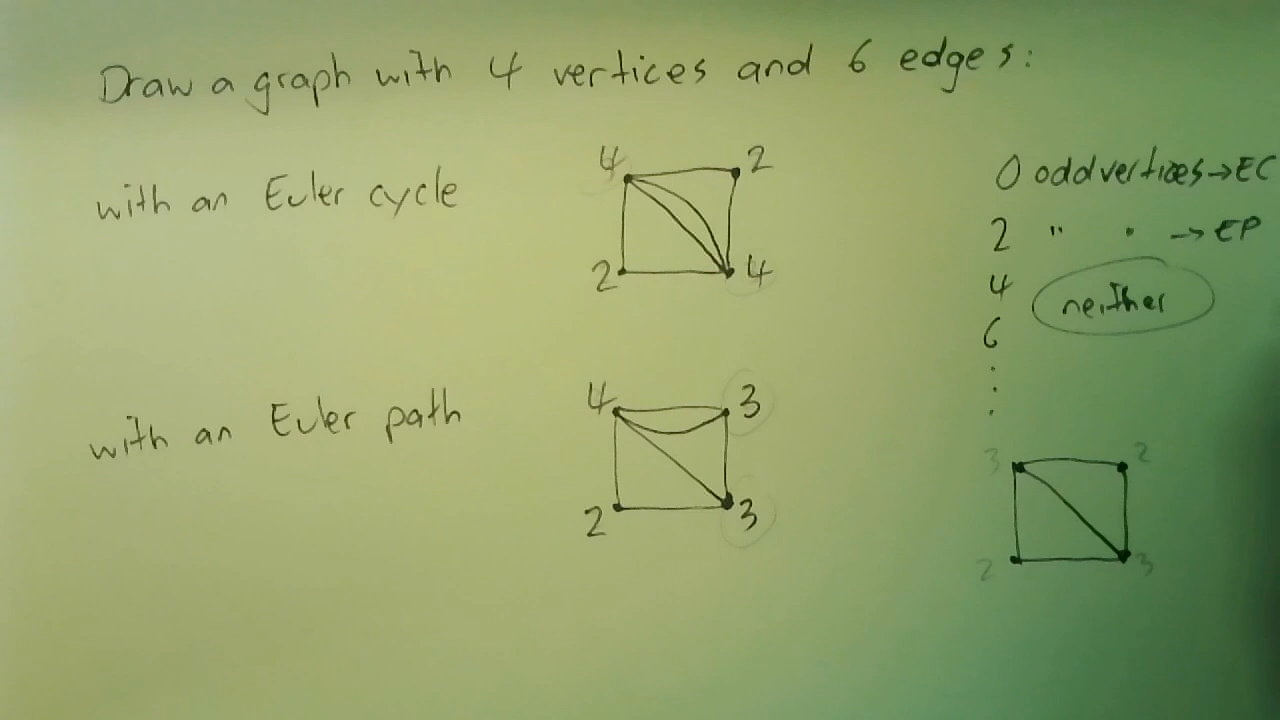 Draw a graph with 4 vertices and 6 edges:
with an Euler cycle
4 2
2 4
0 odd vertices → EC
2 " " → EP
4
neither
6
with an Euler path
4 3
2 3
3 2
2 3